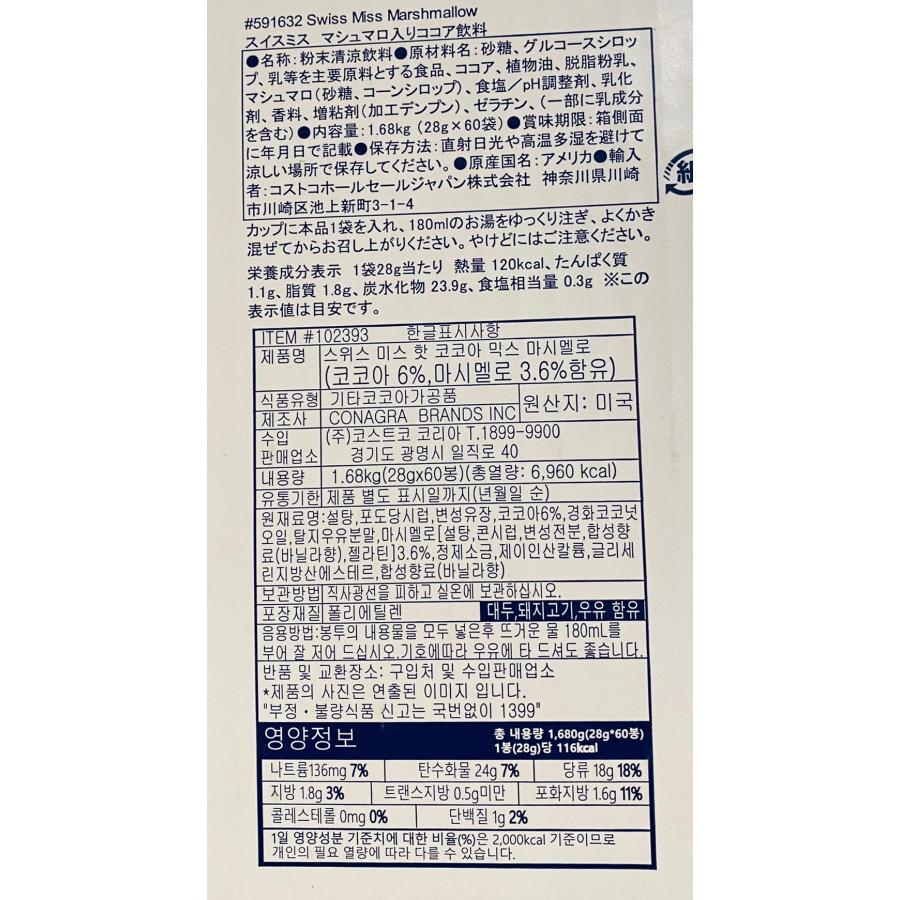 #591632 Swiss Miss Marshmallow
スイスミス マシュマロ入りココア飲料
●名称:粉末清涼飲料●原材料名:砂糖、グルコースシロッ
プ、乳等を主要原料とする食品、ココア、植物油、脱脂粉乳、
マシュマロ(砂糖、コーンシロップ)、食塩/pH調整剤、乳化
剤、香料、増粘剤(加工デンプン)、ゼラチン、(一部に乳成分
を含む)●内容量:1.68kg (28g×60袋)●賞味期限:箱側面
に年月日で記載●保存方法:直射日光や高温多湿を避けて
涼しい場所で保存してください。●原産国名:アメリカ●輸入
者:コストコホールセールジャパン株式会社 神奈川県川崎
市川崎区池上新町3-1-4
カップに本品1袋を入れ、180mlのお湯をゆっくり注ぎ、よくかき
混ぜてからお召し上がりください。やけどにはご注意ください。
栄養成分表示 1袋28g当たり 熱量 120kcal、たんぱく質
1.1g、脂質 1.8g、炭水化物 23.9g、食塩相当量 0.3g ※この
表示値は目安です。
ITEM #102393 한글표시사항
제품명 스위스 미스 핫 코코아 믹스 마시멜로
(코코아 6%,마시멜로 3.6%함유)
식품유형 기타코코아가공품
제조사 CONAGRA BRANDS INC 원산지: 미국
수입 (주)코스트코 코리아 T.1899-9900
판매업소 경기도 광명시 일직로 40
내용량 1.68kg(28gx60봉)(총열량: 6,960 kcal)
유통기한 제품 별도 표시일까지(년월일 순)
원재료명:설탕,포도당시럽,변성유장,코코아6%,경화코코넛
오일,탈지우유분말,마시멜로[설탕,콘시럽,변성전분,합성향
료(바닐라향),젤라틴]3.6%,정제소금,제이인산칼륨,글리세
린지방산에스테르,합성향료(바닐라향)
보관방법 직사광선을 피하고 실온에 보관하십시오.
포장재질 폴리에틸렌 대두,돼지고기,우유 함유
음용방법:봉투의 내용물을 모두 넣은후 뜨거운 물 180mL를
부어 잘 저어 드십시오.기호에따라 우유에 타 드셔도 좋습니다.
반품 및 교환장소: 구입처 및 수입판매업소
*제품의 사진은 연출된 이미지 입니다.
"부정・불량식품 신고는 국번없이 1399"
영양정보 총 내용량 1,680g(28g*60봉)
1봉(28g)당 116kcal
나트륨136mg 7% 탄수화물 24g 7% 당류 18g 18%
지방 1.8g 3% 트랜스지방 0.5g미만 포화지방 1.6g 11%
콜레스테롤 0mg 0% 단백질 1g 2%
1일 영양성분 기준치에 대한 비율(%)은 2,000kcal 기준이므로
개인의 필요 열량에 따라 다를 수 있습니다.